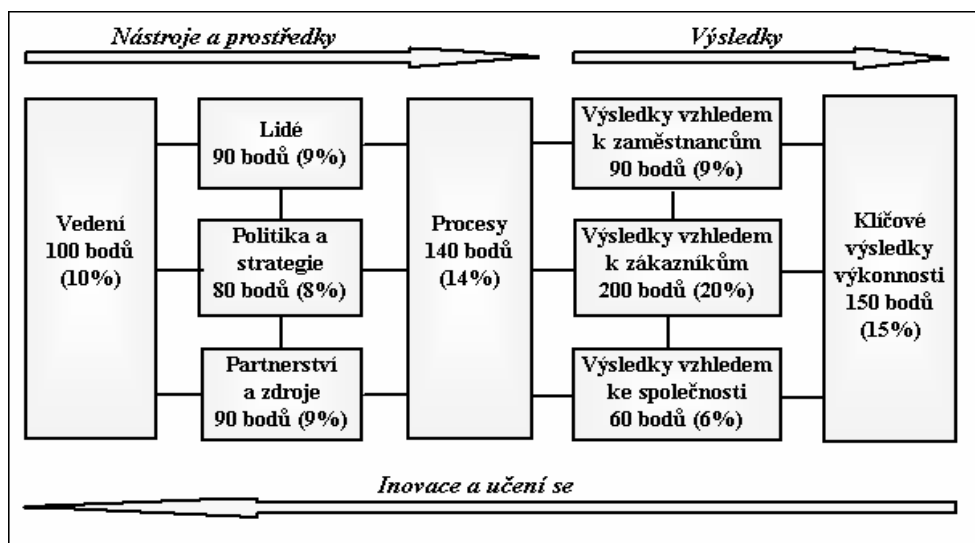 Nástroje a prostředky
Výsledky
Vedení
100 bodů
(10%)
Lidé
90 bodů (9%)
Politika a
strategie
80 bodů (8%)
Partnerství
a zdroje
90 bodů (9%)
Procesy
140 bodů
(14%)
Výsledky vzhledem
k zaměstnancům
90 bodů (9%)
Výsledky vzhledem
k zákazníkům
200 bodů (20%)
Výsledky vzhledem
ke společnosti
60 bodů (6%)
Klíčové
výsledky
výkonnosti
150 bodů
(15%)
Inovace a učení se